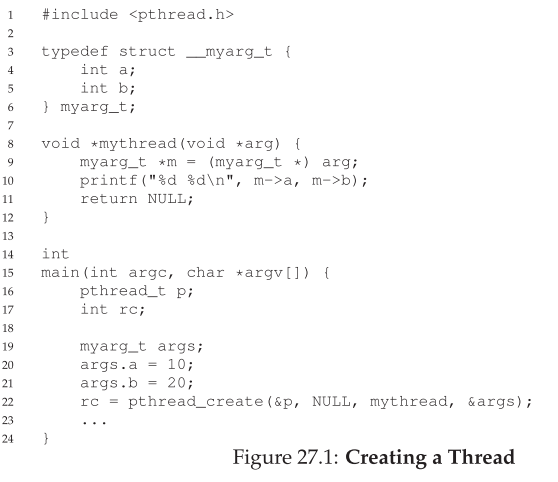 1 #include <pthread.h>
2
3 typedef struct __myarg_t {
4     int a;
5     int b;
6 } myarg_t;
7
8 void *mythread(void *arg) {
9     myarg_t *m = (myarg_t *) arg;
10     printf("%d %d\n", m->a, m->b);
11     return NULL;
12 }
13
14 int
15 main(int argc, char *argv[]) {
16     pthread_t p;
17     int rc;
18
19     myarg_t args;
20     args.a = 10;
21     args.b = 20;
22     rc = pthread_create(&p, NULL, mythread, &args);
23     ...
24 }
Figure 27.1: Creating a Thread